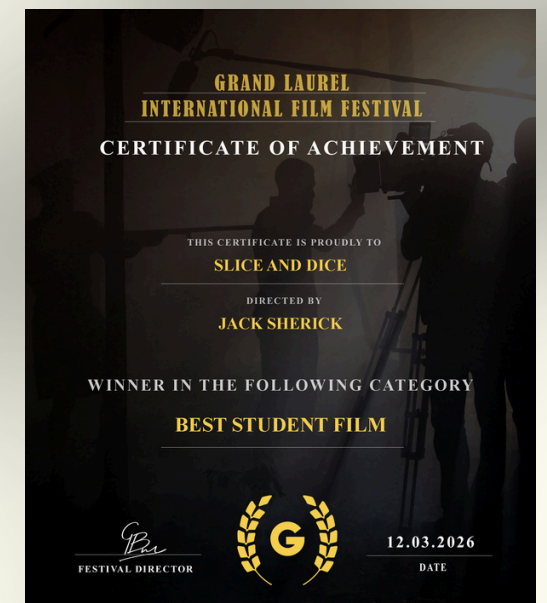 GRAND LAUREL
INTERNATIONAL FILM FESTIVAL
CERTIFICATE OF ACHIEVEMENT
THIS CERTIFICATE IS PROUDLY TO
SLICE AND DICE
DIRECTED BY
JACK SHERICK
WINNER IN THE FOLLOWING CATEGORY
BEST STUDENT FILM
G
12.03.2026
FESTIVAL DIRECTOR
DATE